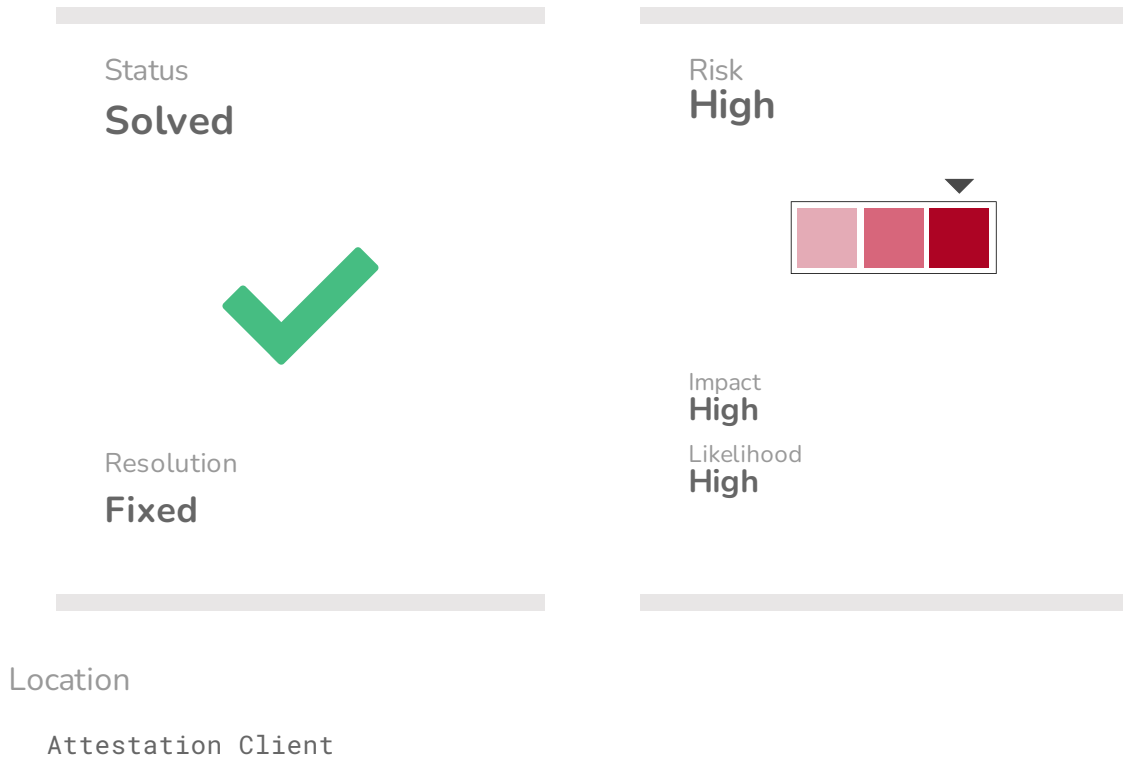 Status
Solved
Resolution
Fixed
Risk
High
Impact
High
Likelihood
High
Location
Attestation Client